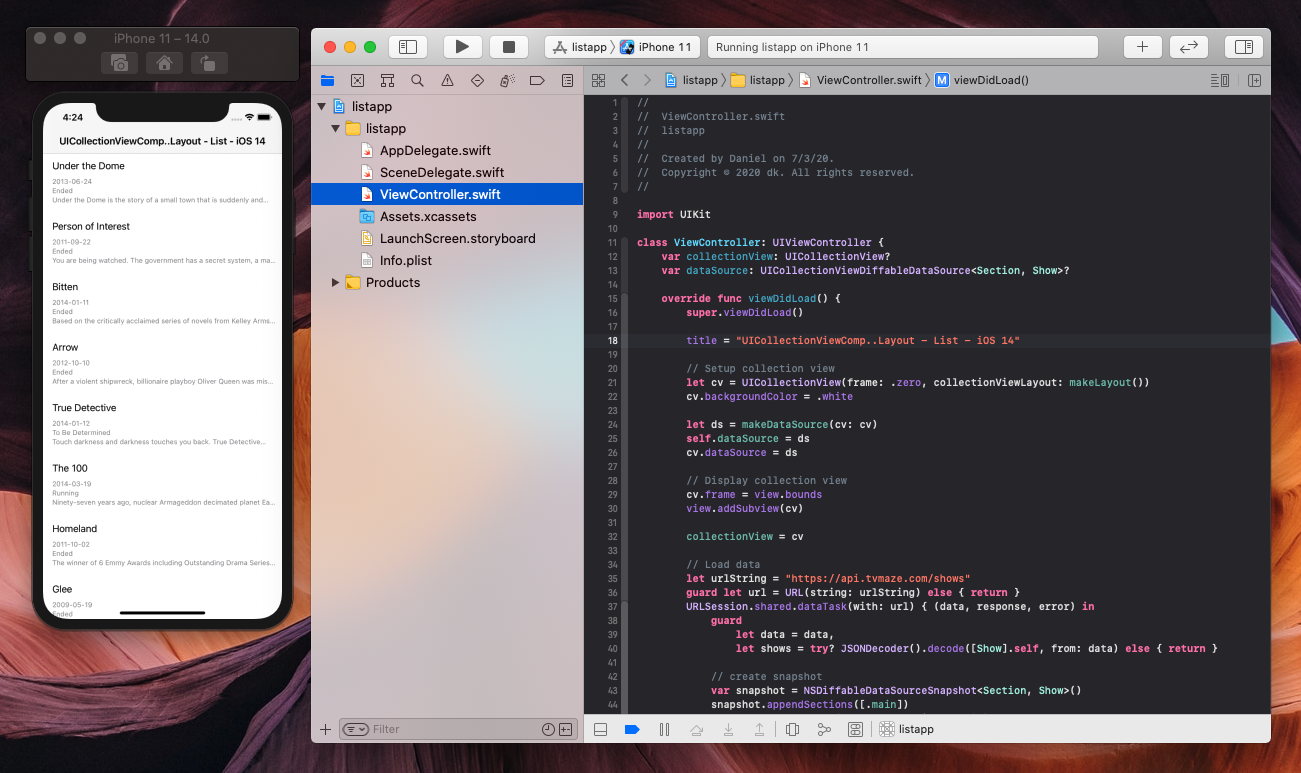 iPhone 11 – 14.0
4:24
UICollectionViewComp..Layout - List - iOS 14
Under the Dome
2013-06-24
Ended
Under the Dome is the story of a small town that is suddenly and...
Person of Interest
2011-09-22
Ended
You are being watched. The government has a secret system, a ma...
Bitten
2014-01-11
Ended
Based on the critically acclaimed series of novels from Kelley Arms...
Arrow
2012-10-10
Ended
After a violent shipwreck, billionaire playboy Oliver Queen was mis...
True Detective
2014-01-12
To Be Determined
Touch darkness and darkness touches you back. True Detective...
The 100
2014-03-19
Running
Ninety-seven years ago, nuclear Armageddon decimated planet Ea...
Homeland
2011-10-02
Ended
The winner of 6 Emmy Awards including Outstanding Drama Series...
Glee
2009-05-19
Ended
listapp 〉 iPhone 11
Running listapp on iPhone 11
listapp
listapp
AppDelegate.swift
SceneDelegate.swift
ViewController.swift
Assets.xcassets
LaunchScreen.storyboard
Info.plist
Products
Filter
listapp 〉 listapp 〉 ViewController.swift 〉 M viewDidLoad()
1 //
2 //  ViewController.swift
3 //  listapp
4 //
5 //  Created by Daniel on 7/3/20.
6 //  Copyright © 2020 dk. All rights reserved.
7 //
8
9 import UIKit
10
11 class ViewController: UIViewController {
12     var collectionView: UICollectionView?
13     var dataSource: UICollectionViewDiffableDataSource<Section, Show>?
14
15     override func viewDidLoad() {
16         super.viewDidLoad()
17
18         title = "UICollectionViewComp..Layout - List - iOS 14"
19
20         // Setup collection view
21         let cv = UICollectionView(frame: .zero, collectionViewLayout: makeLayout())
22         cv.backgroundColor = .white
23
24         let ds = makeDataSource(cv: cv)
25         self.dataSource = ds
26         cv.dataSource = ds
27
28         // Display collection view
29         cv.frame = view.bounds
30         view.addSubview(cv)
31
32         collectionView = cv
33
34         // Load data
35         let urlString = "https://api.tvmaze.com/shows"
36         guard let url = URL(string: urlString) else { return }
37         URLSession.shared.dataTask(with: url) { (data, response, error) in
38             guard
39                 let data = data,
40                 let shows = try? JSONDecoder().decode([Show].self, from: data) else { return }
41
42             // create snapshot
43             var snapshot = NSDiffableDataSourceSnapshot<Section, Show>()
44             snapshot.appendSections([.main])
listapp